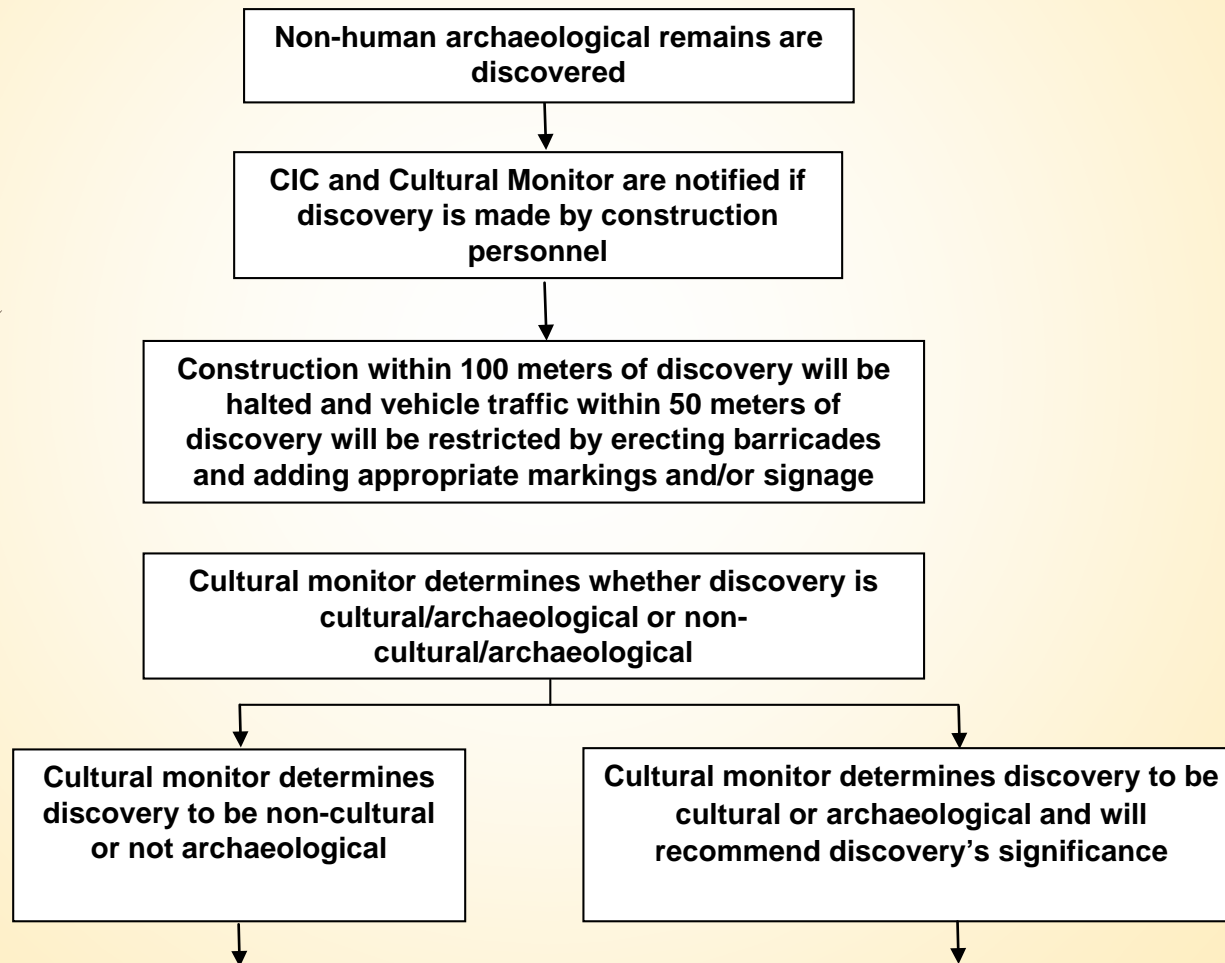 Non-human archaeological remains are
discovered
CIC and Cultural Monitor are notified if
discovery is made by construction
personnel
Construction within 100 meters of discovery will be
halted and vehicle traffic within 50 meters of
discovery will be restricted by erecting barricades
and adding appropriate markings and/or signage
Cultural monitor determines whether discovery is
cultural/archaeological or non-
cultural/archaeological
Cultural monitor determines
discovery to be non-cultural
or not archaeological
Cultural monitor determines discovery to be
cultural or archaeological and will
recommend discovery’s significance